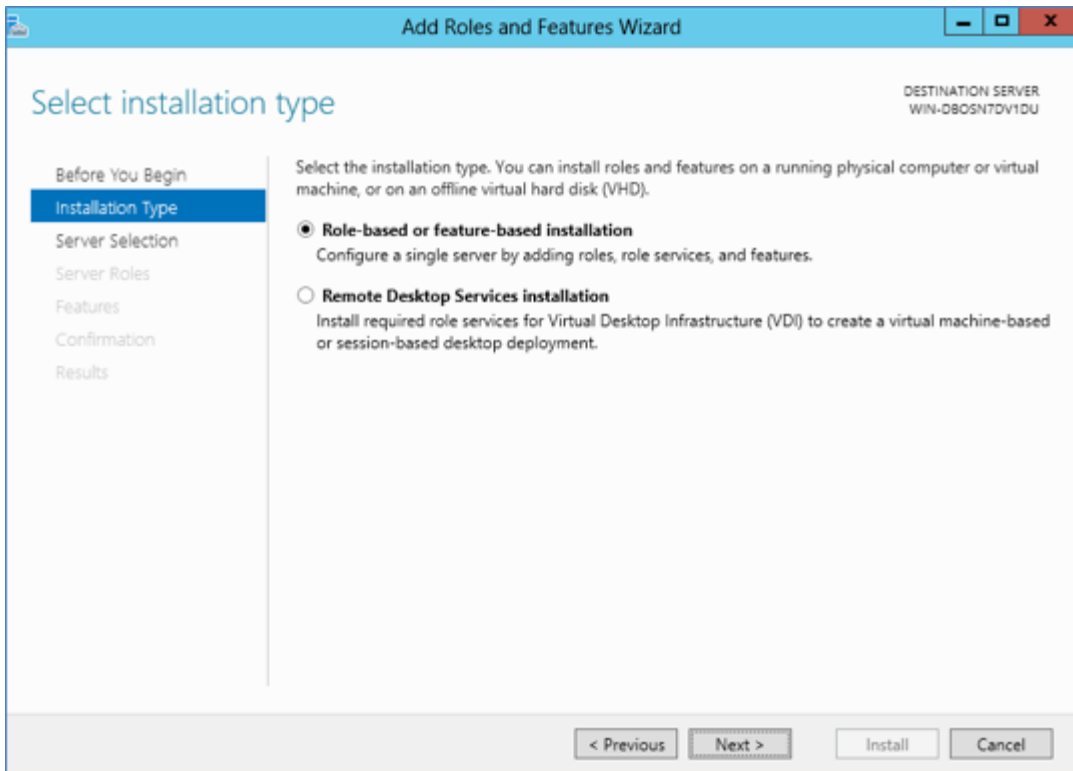 Add Roles and Features Wizard
Select installation type
DESTINATION SERVER
WIN-DBOSN7DV1DU
Before You Begin
Installation Type
Server Selection
Server Roles
Features
Confirmation
Results
Select the installation type. You can install roles and features on a running physical computer or virtual
machine, or on an offline virtual hard disk (VHD).
Role-based or feature-based installation
Configure a single server by adding roles, role services, and features.
Remote Desktop Services installation
Install required role services for Virtual Desktop Infrastructure (VDI) to create a virtual machine-based
or session-based desktop deployment.
< Previous
Next >
Install
Cancel